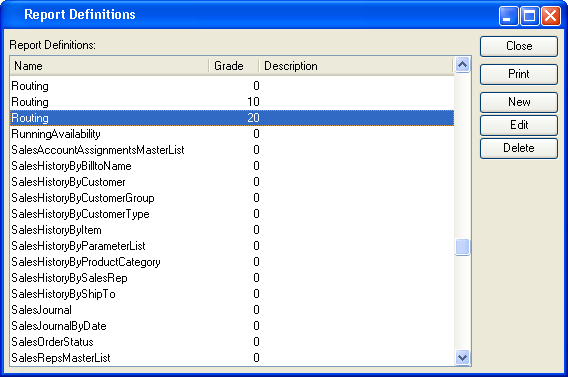 Report Definitions
Report Definitions:
Name Grade Description
Routing 0
Routing 10
Routing 20
RunningAvailability 0
SalesAccountAssignmentsMasterList 0
SalesHistoryByBilltoName 0
SalesHistoryByCustomer 0
SalesHistoryByCustomerGroup 0
SalesHistoryByCustomerType 0
SalesHistoryByItem 0
SalesHistoryByParameterList 0
SalesHistoryByProductCategory 0
SalesHistoryBySalesRep 0
SalesHistoryByShipTo 0
SalesJournal 0
SalesJournalByDate 0
SalesOrderStatus 0
SalesRepsMasterList 0
Close
Print
New
Edit
Delete